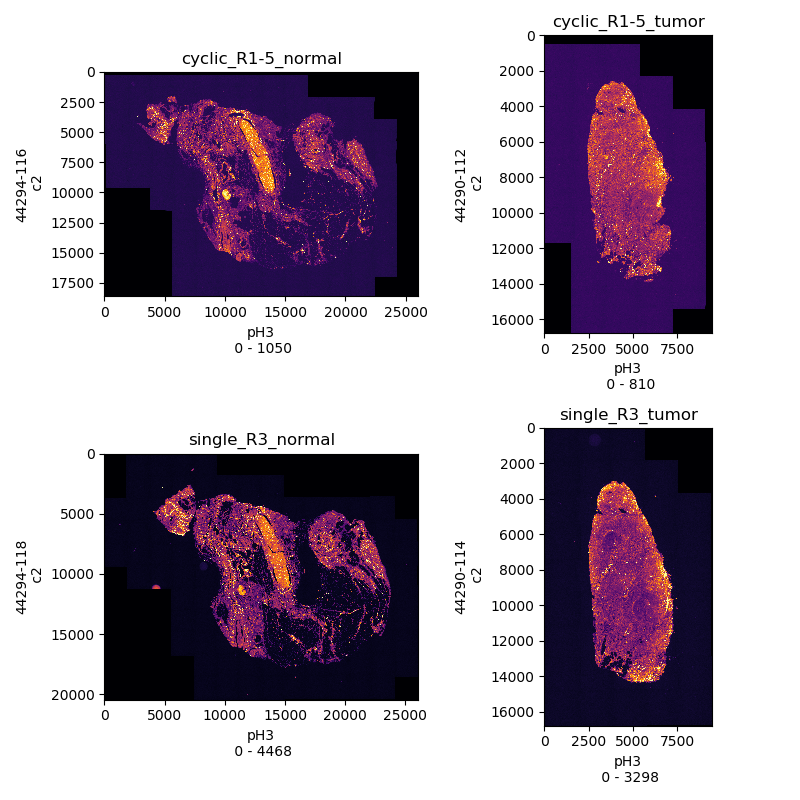 cyclic_R1-5_normal
0
2500
5000
7500
10000
12500
15000
17500
44294-116
c2
0 5000 10000 15000 20000 25000
pH3
0 - 1050
cyclic_R1-5_tumor
0
2000
4000
6000
8000
10000
12000
14000
16000
44290-112
c2
0 2500 5000 7500
pH3
0 - 810
single_R3_normal
0
5000
10000
15000
20000
44294-118
c2
0 5000 10000 15000 20000 25000
pH3
0 - 4468
single_R3_tumor
0
2000
4000
6000
8000
10000
12000
14000
16000
44290-114
c2
0 2500 5000 7500
pH3
0 - 3298